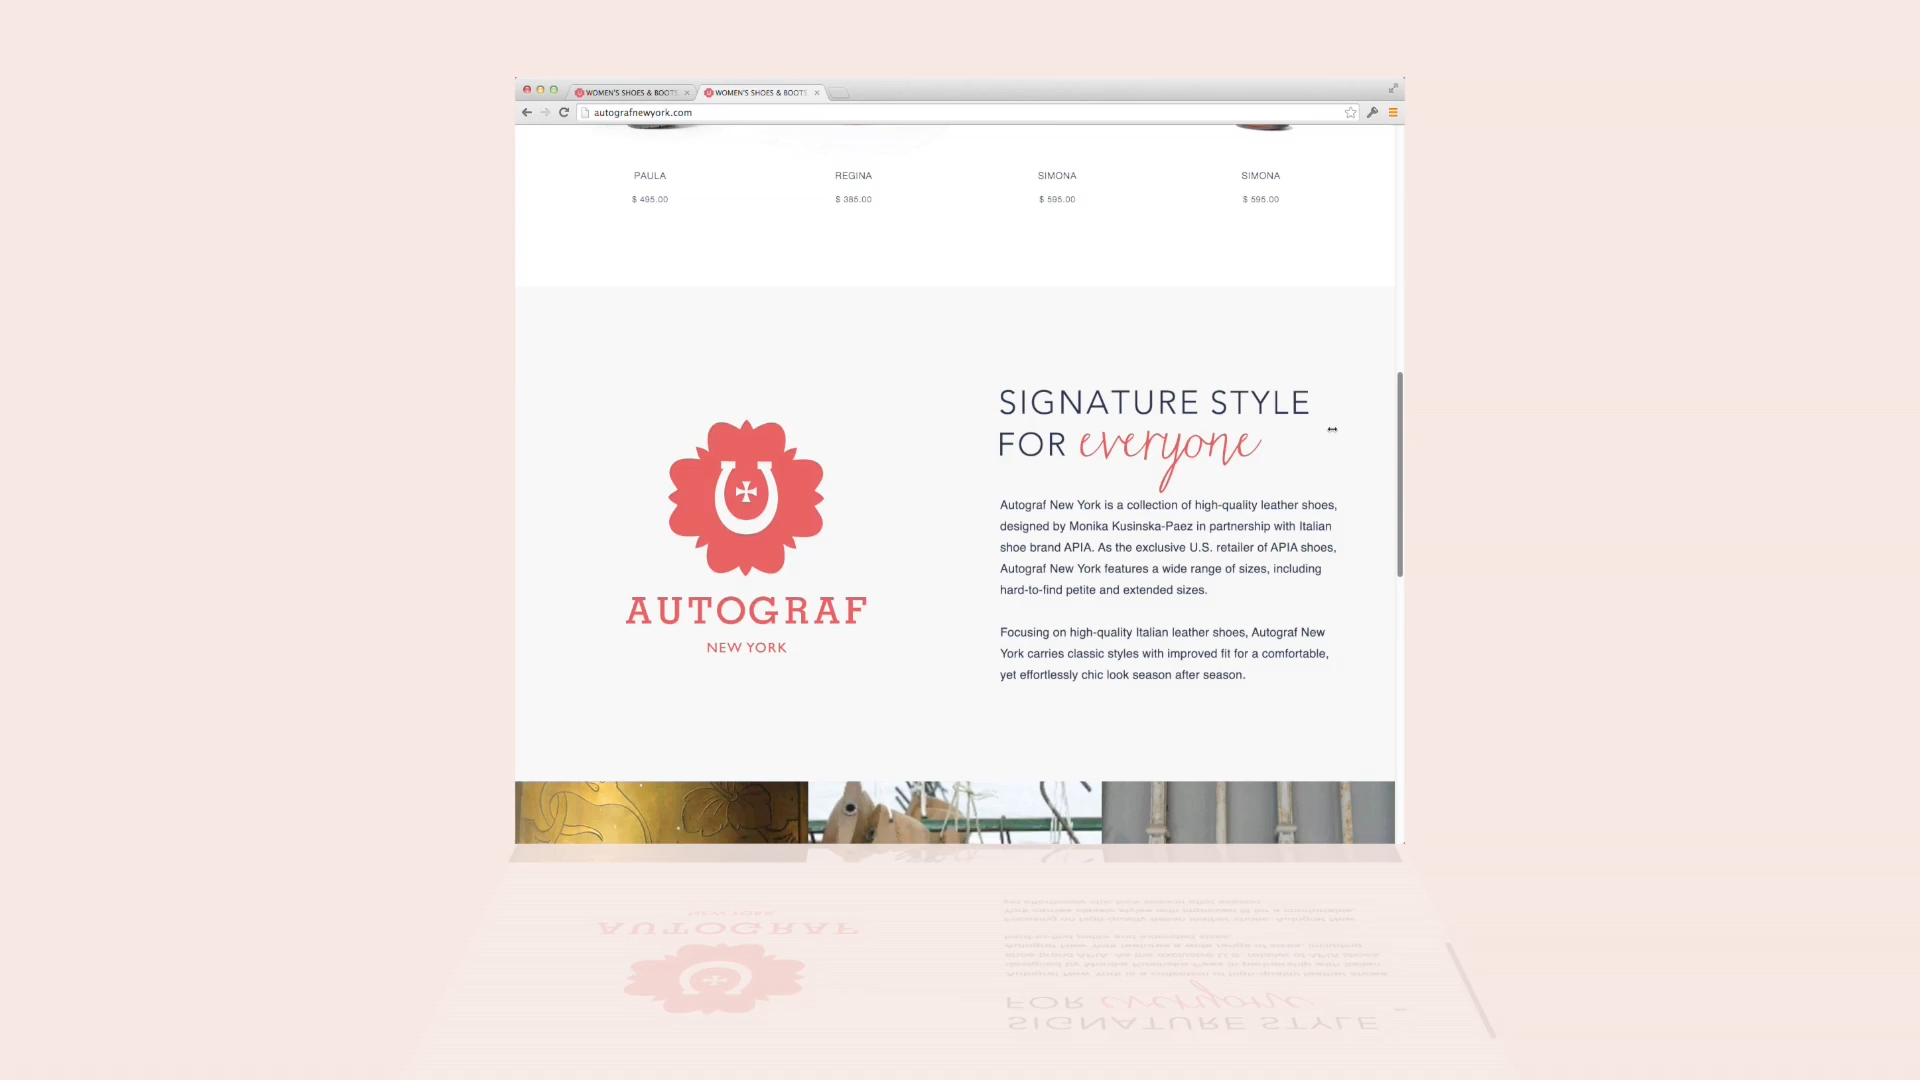 WOMEN'S SHOES & BOOTS
WOMEN'S SHOES & BOOTS
autografnewyork.com
PAULA
REGINA
SIMONA
SIMONA
$ 495.00
$ 385.00
$ 595.00
$ 595.00
AUTOGRAF
NEW YORK
SIGNATURE STYLE
FOR everyone
Autograf New York is a collection of high-quality leather shoes,
designed by Monika Kusinska-Paez in partnership with Italian
shoe brand APIA. As the exclusive U.S. retailer of APIA shoes,
Autograf New York features a wide range of sizes, including
hard-to-find petite and extended sizes.
Focusing on high-quality Italian leather shoes, Autograf New
York carries classic styles with improved fit for a comfortable,
yet effortlessly chic look season after season.